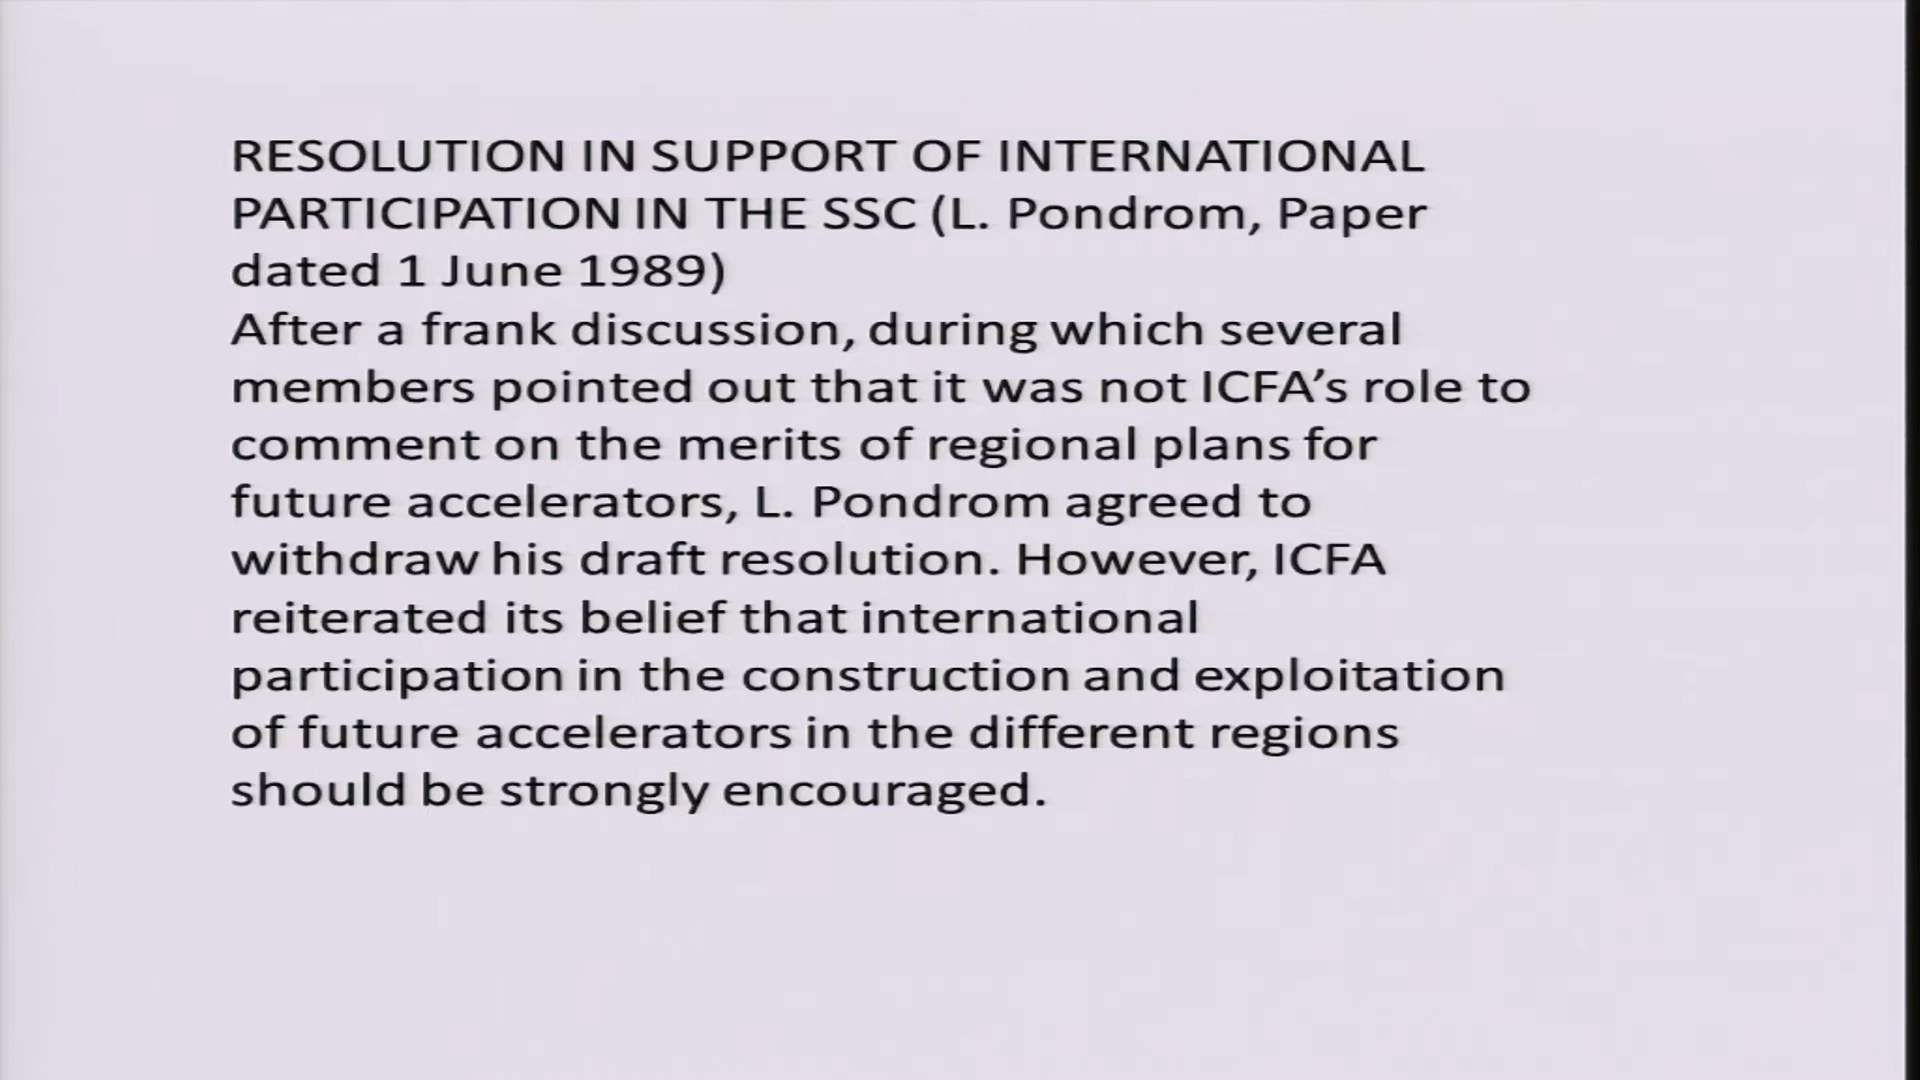 RESOLUTION IN SUPPORT OF INTERNATIONAL
PARTICIPATION IN THE SSC (L. Pondrom, Paper
dated 1 June 1989)
After a frank discussion, during which several
members pointed out that it was not ICFA’s role to
comment on the merits of regional plans for
future accelerators, L. Pondrom agreed to
withdraw his draft resolution. However, ICFA
reiterated its belief that international
participation in the construction and exploitation
of future accelerators in the different regions
should be strongly encouraged.